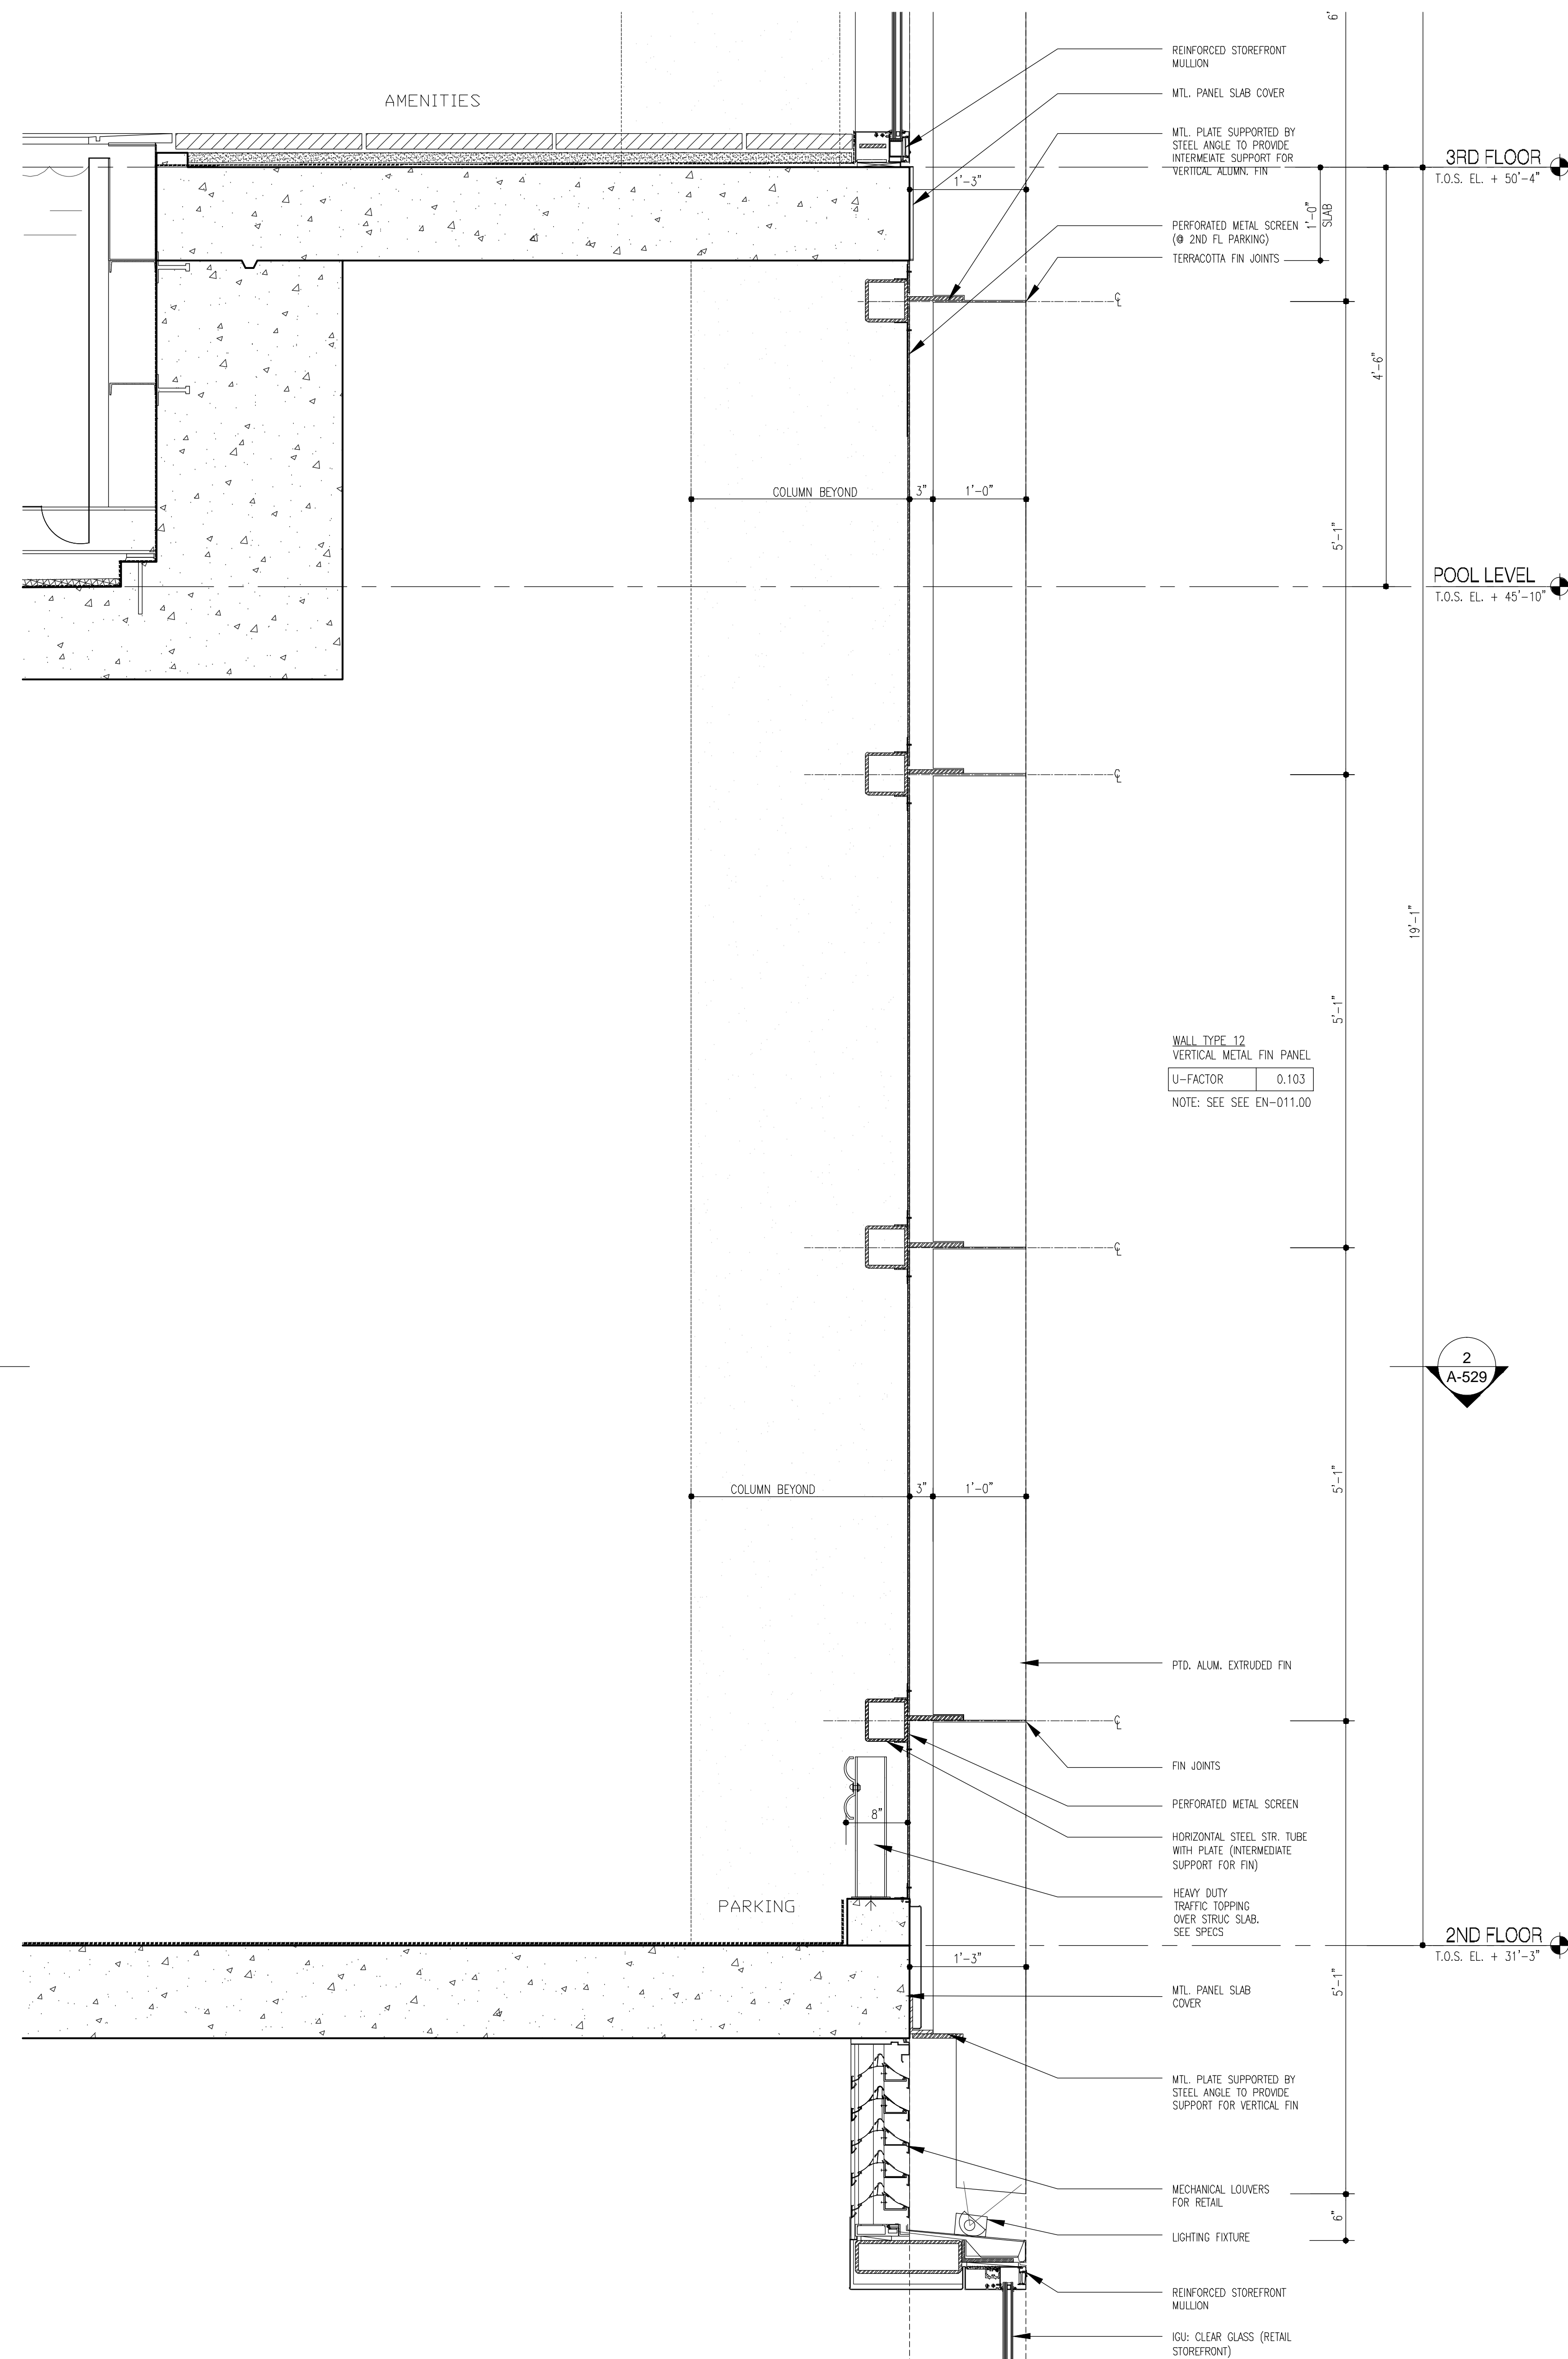 6'
REINFORCED STOREFRONT
MULLION
AMENITIES
MTL. PANEL SLAB COVER
MTL. PLATE SUPPORTED BY
STEEL ANGLE TO PROVIDE
INTERMEIATE SUPPORT FOR
VERTICAL ALUMN. FIN
3RD FLOOR
T.O.S. EL. + 50'-4"
1'-3"
1'-0"
SLAB
PERFORATED METAL SCREEN
(@ 2ND FL PARKING)
TERRACOTTA FIN JOINTS
℄
4'-6"
COLUMN BEYOND
3"
1'-0"
5'-1"
POOL LEVEL
T.O.S. EL. + 45'-10"
℄
19'-1"
5'-1"
WALL TYPE 12
VERTICAL METAL FIN PANEL
U-FACTOR 0.103
NOTE: SEE SEE EN-011.00
℄
2
A-529
COLUMN BEYOND
3"
1'-0"
5'-1"
PTD. ALUM. EXTRUDED FIN
℄
FIN JOINTS
PERFORATED METAL SCREEN
8"
HORIZONTAL STEEL STR. TUBE
WITH PLATE (INTERMEDIATE
SUPPORT FOR FIN)
HEAVY DUTY
TRAFFIC TOPPING
OVER STRUC SLAB.
SEE SPECS
PARKING
2ND FLOOR
T.O.S. EL. + 31'-3"
1'-3"
5'-1"
MTL. PANEL SLAB
COVER
MTL. PLATE SUPPORTED BY
STEEL ANGLE TO PROVIDE
SUPPORT FOR VERTICAL FIN
MECHANICAL LOUVERS
FOR RETAIL
6"
LIGHTING FIXTURE
REINFORCED STOREFRONT
MULLION
IGU: CLEAR GLASS (RETAIL
STOREFRONT)